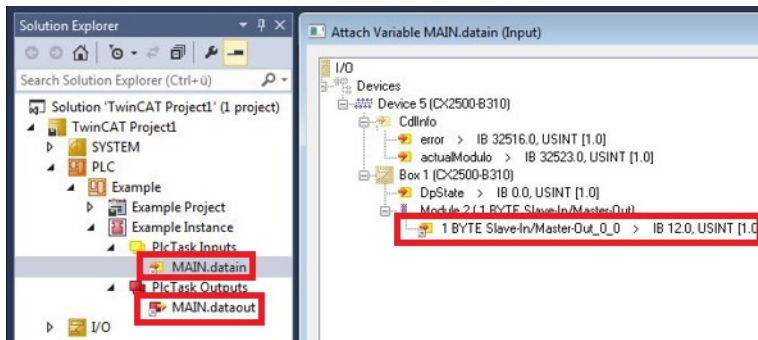 Solution Explorer
Search Solution Explorer (Ctrl+ü)
Solution 'TwinCAT Project1' (1 project)
TwinCAT Project1
SYSTEM
PLC
Example
Example Project
Example Instance
PlcTask Inputs
MAIN.datain
PlcTask Outputs
MAIN.dataout
I/O
Attach Variable MAIN.datain (Input)
I/O
Devices
Device 5 (CX2500-B310)
CdlInfo
error > IB 32516.0, USINT [1.0]
actualModulo > IB 32523.0, USINT [1.0]
Box 1 (CX2500-B310)
DpState > IB 0.0, USINT [1.0]
Module 2 ( 1 BYTE Slave-In/Master-Out)
1 BYTE Slave-In/Master-Out_0_0 > IB 12.0, USINT [1.0